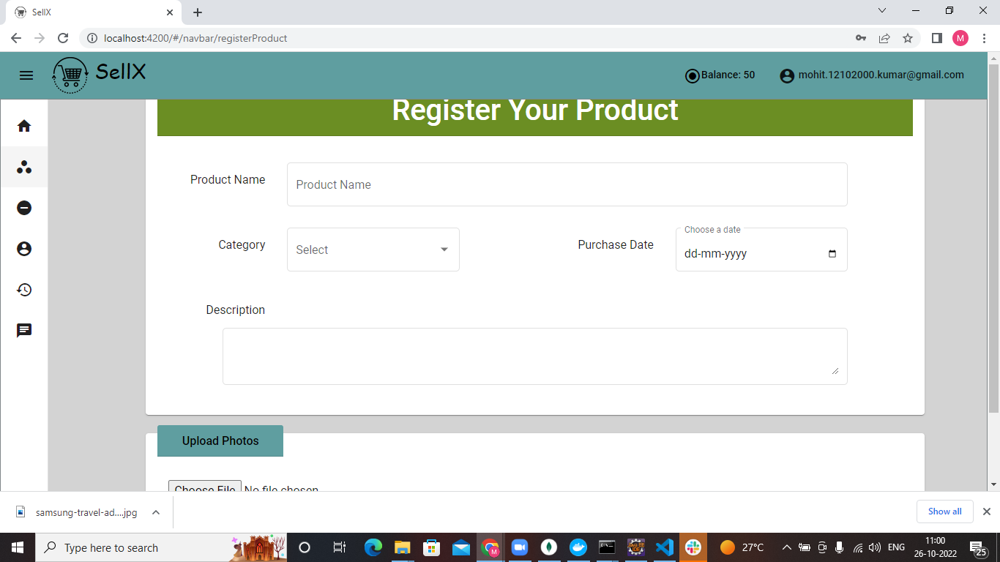 SellX
localhost:4200/#/navbar/registerProduct
M
SellX
Balance: 50
mohit.12102000.kumar@gmail.com
Register Your Product
Product Name
Product Name
Category
Select
Purchase Date
Choose a date
dd-mm-yyyy
Description
Upload Photos
Choose File No file chosen
samsung-travel-ad....jpg
Show all
Type here to search
M
27°C
ENG
11:00
26-10-2022
25